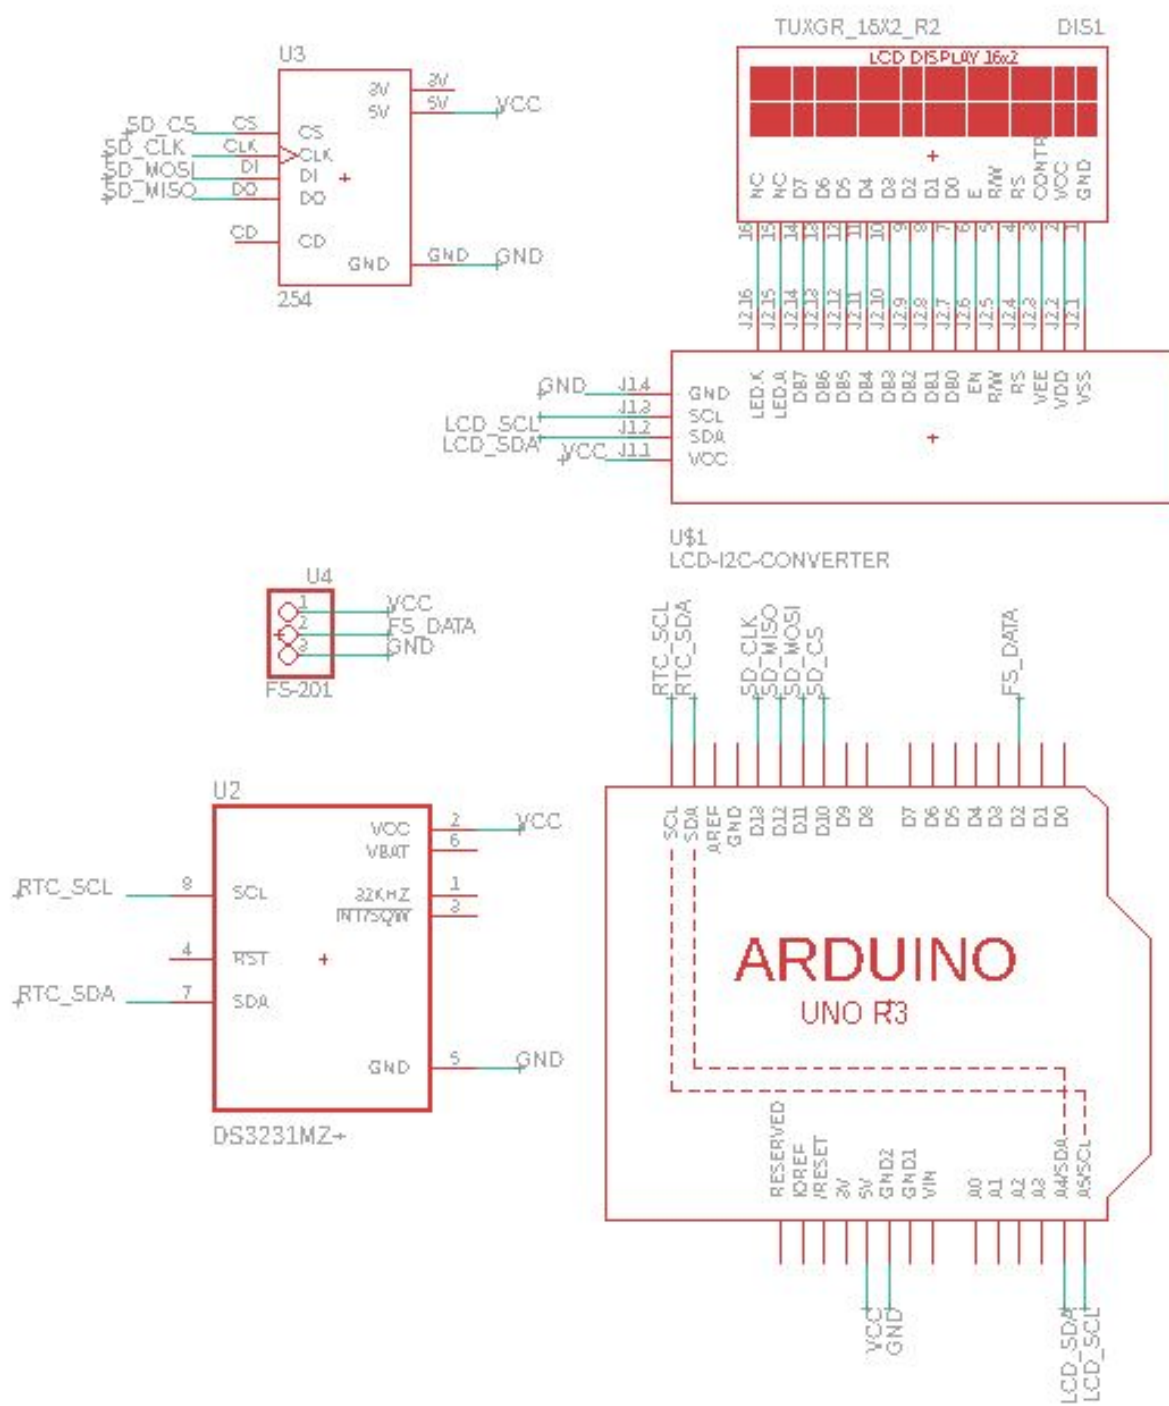 TUXGR_16X2_R2
DIS1
LCD DISPLAY 16x2
NC
NC
D7
D6
D5
D4
D3
D2
D1
D0
E
R/W
RS
CONTR
VCC
GND
16
15
14
13
12
11
10
9
8
7
6
5
4
3
2
1
J2.16
J2.15
J2.14
J2.13
J2.12
J2.11
J2.10
J2.9
J2.8
J2.7
J2.6
J2.5
J2.4
J2.3
J2.2
J2.1
LED.K
LED.A
DB7
DB6
DB5
DB4
DB3
DB2
DB1
DB0
EN
R/W
RS
VEE
VDD
VSS
GND J1.4 GND
LCD_SCL J1.3 SCL
LCD_SDA J1.2 SDA
VCC J1.1 VCC
U$1
LCD-I2C-CONVERTER
U3
3V 3V
5V 5V VCC
SD_CS CS CS
SD_CLK CLK CLK
SD_MOSI DI DI
SD_MISO DO DO
CD CD
GND GND GND
254
U4
1 VCC
2 FS_DATA
3 GND
FS-201
U2
VCC 2 VCC
VBAT 6
RTC_SCL 8 SCL
32KHZ 1
INT/SQW 3
4 RST
RTC_SDA 7 SDA
GND 5 GND
DS3231MZ+
RTC_SCL
RTC_SDA
SD_CLK
SD_MISO
SD_MOSI
SD_CS
FS_DATA
SCL
SDA
AREF
GND
D13
D12
D11
D10
D9
D8
D7
D6
D5
D4
D3
D2
D1
D0
ARDUINO
UNO R3
RESERVED
IOREF
/RESET
3V
5V
GND2
GND1
VIN
A0
A1
A2
A3
A4/SDA
A5/SCL
VCC
GND
LCD_SDA
LCD_SCL